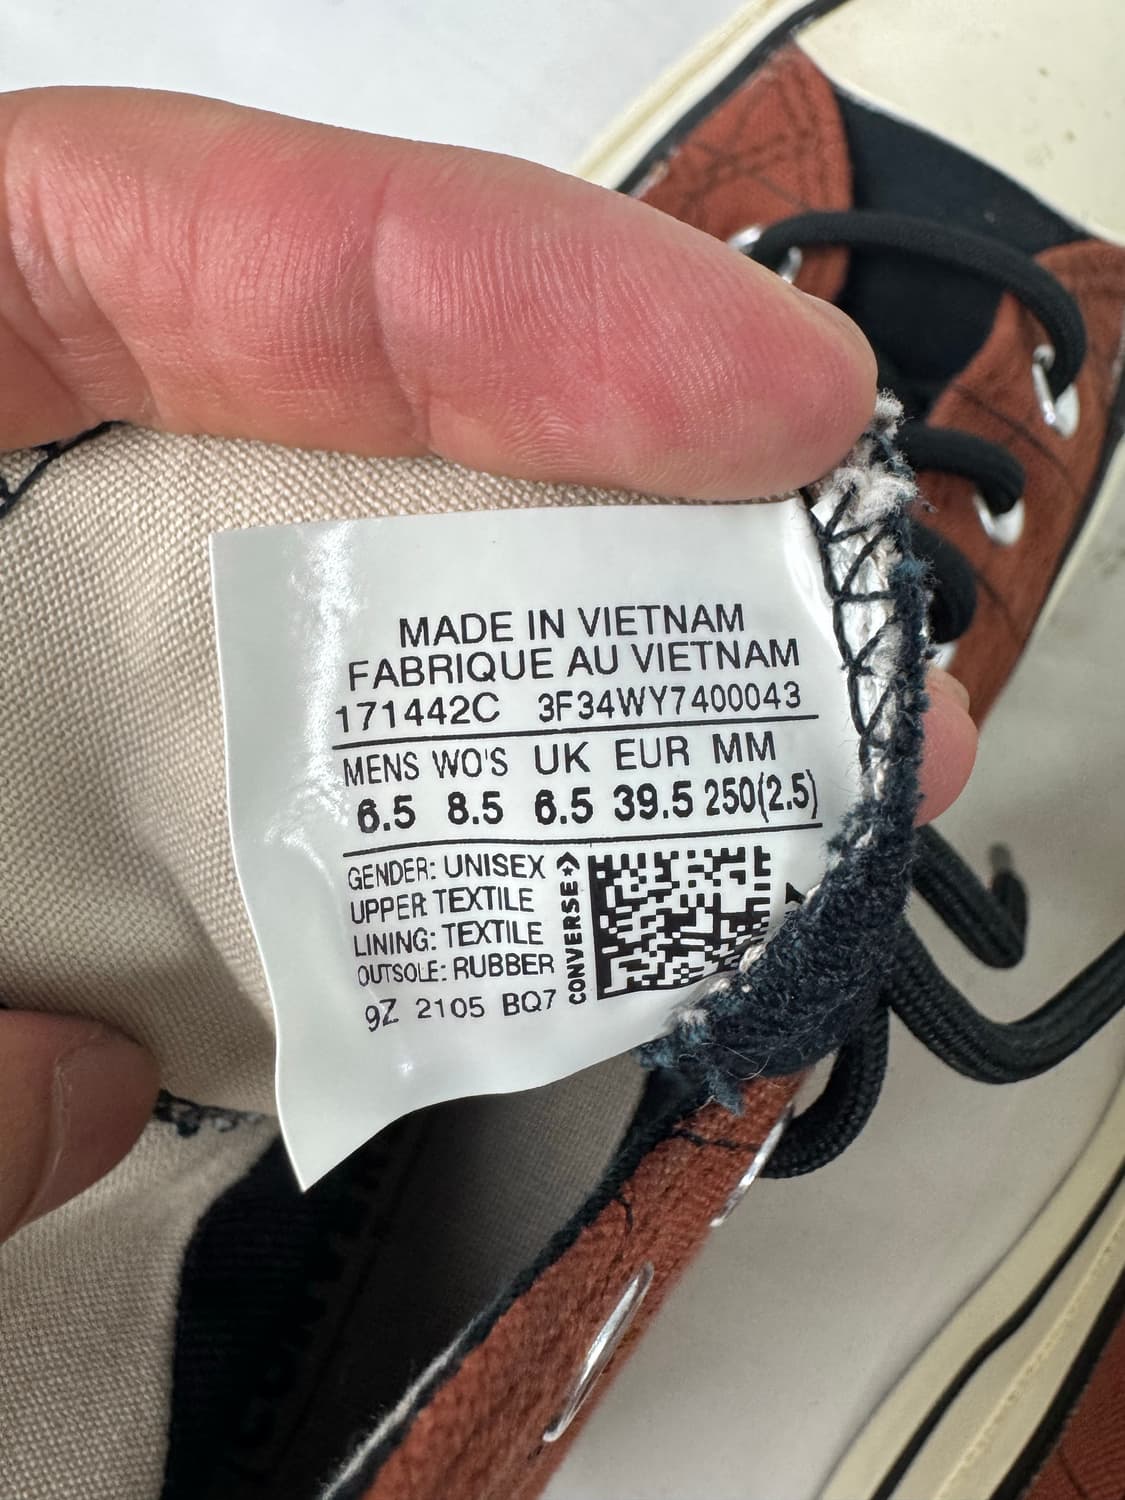 MADE IN VIETNAM
FABRIQUE AU VIETNAM
171442C 3F34WY7400043
MENS WO'S UK EUR MM
6.5 8.5 6.5 39.5 250(2.5)
GENDER: UNISEX
UPPER TEXTILE
LINING: TEXTILE
OUTSOLE: RUBBER
9Z 2105 BQ7
CONVERSE